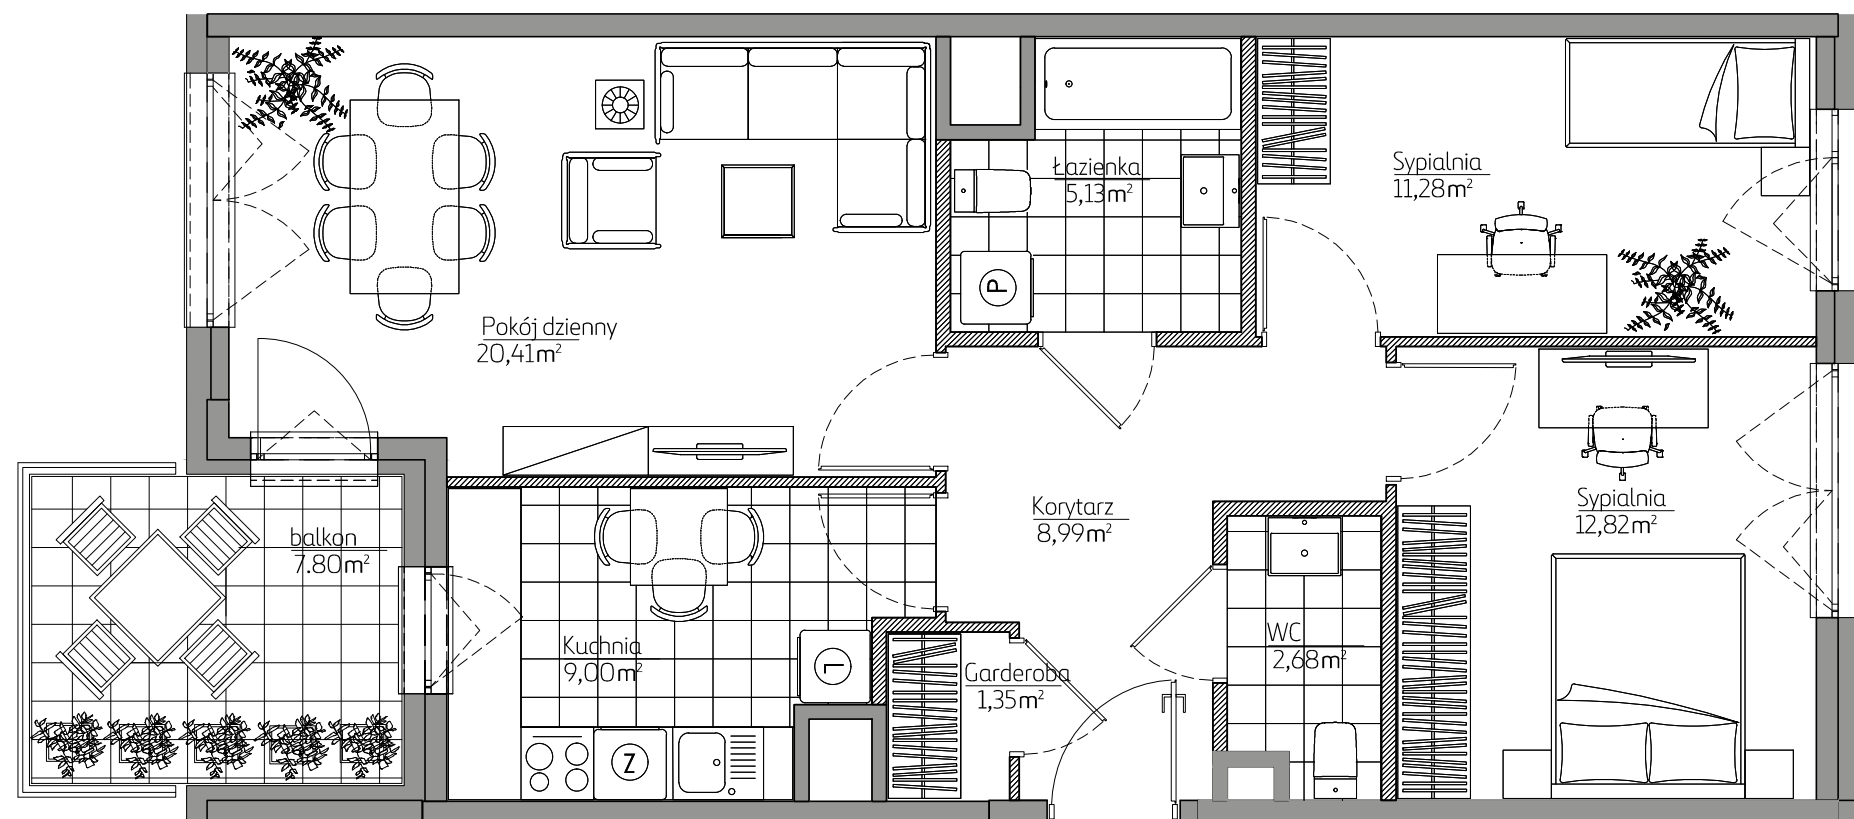 Łazienka
5,13m²
Sypialnia
11,28m²
P
Pokój dzienny
20,41m²
Korytarz
8,99m²
Sypialnia
12,82m²
balkon
7.80m²
Kuchnia
9,00m²
L
WC
2,68m²
Garderoba
1,35m²
Z